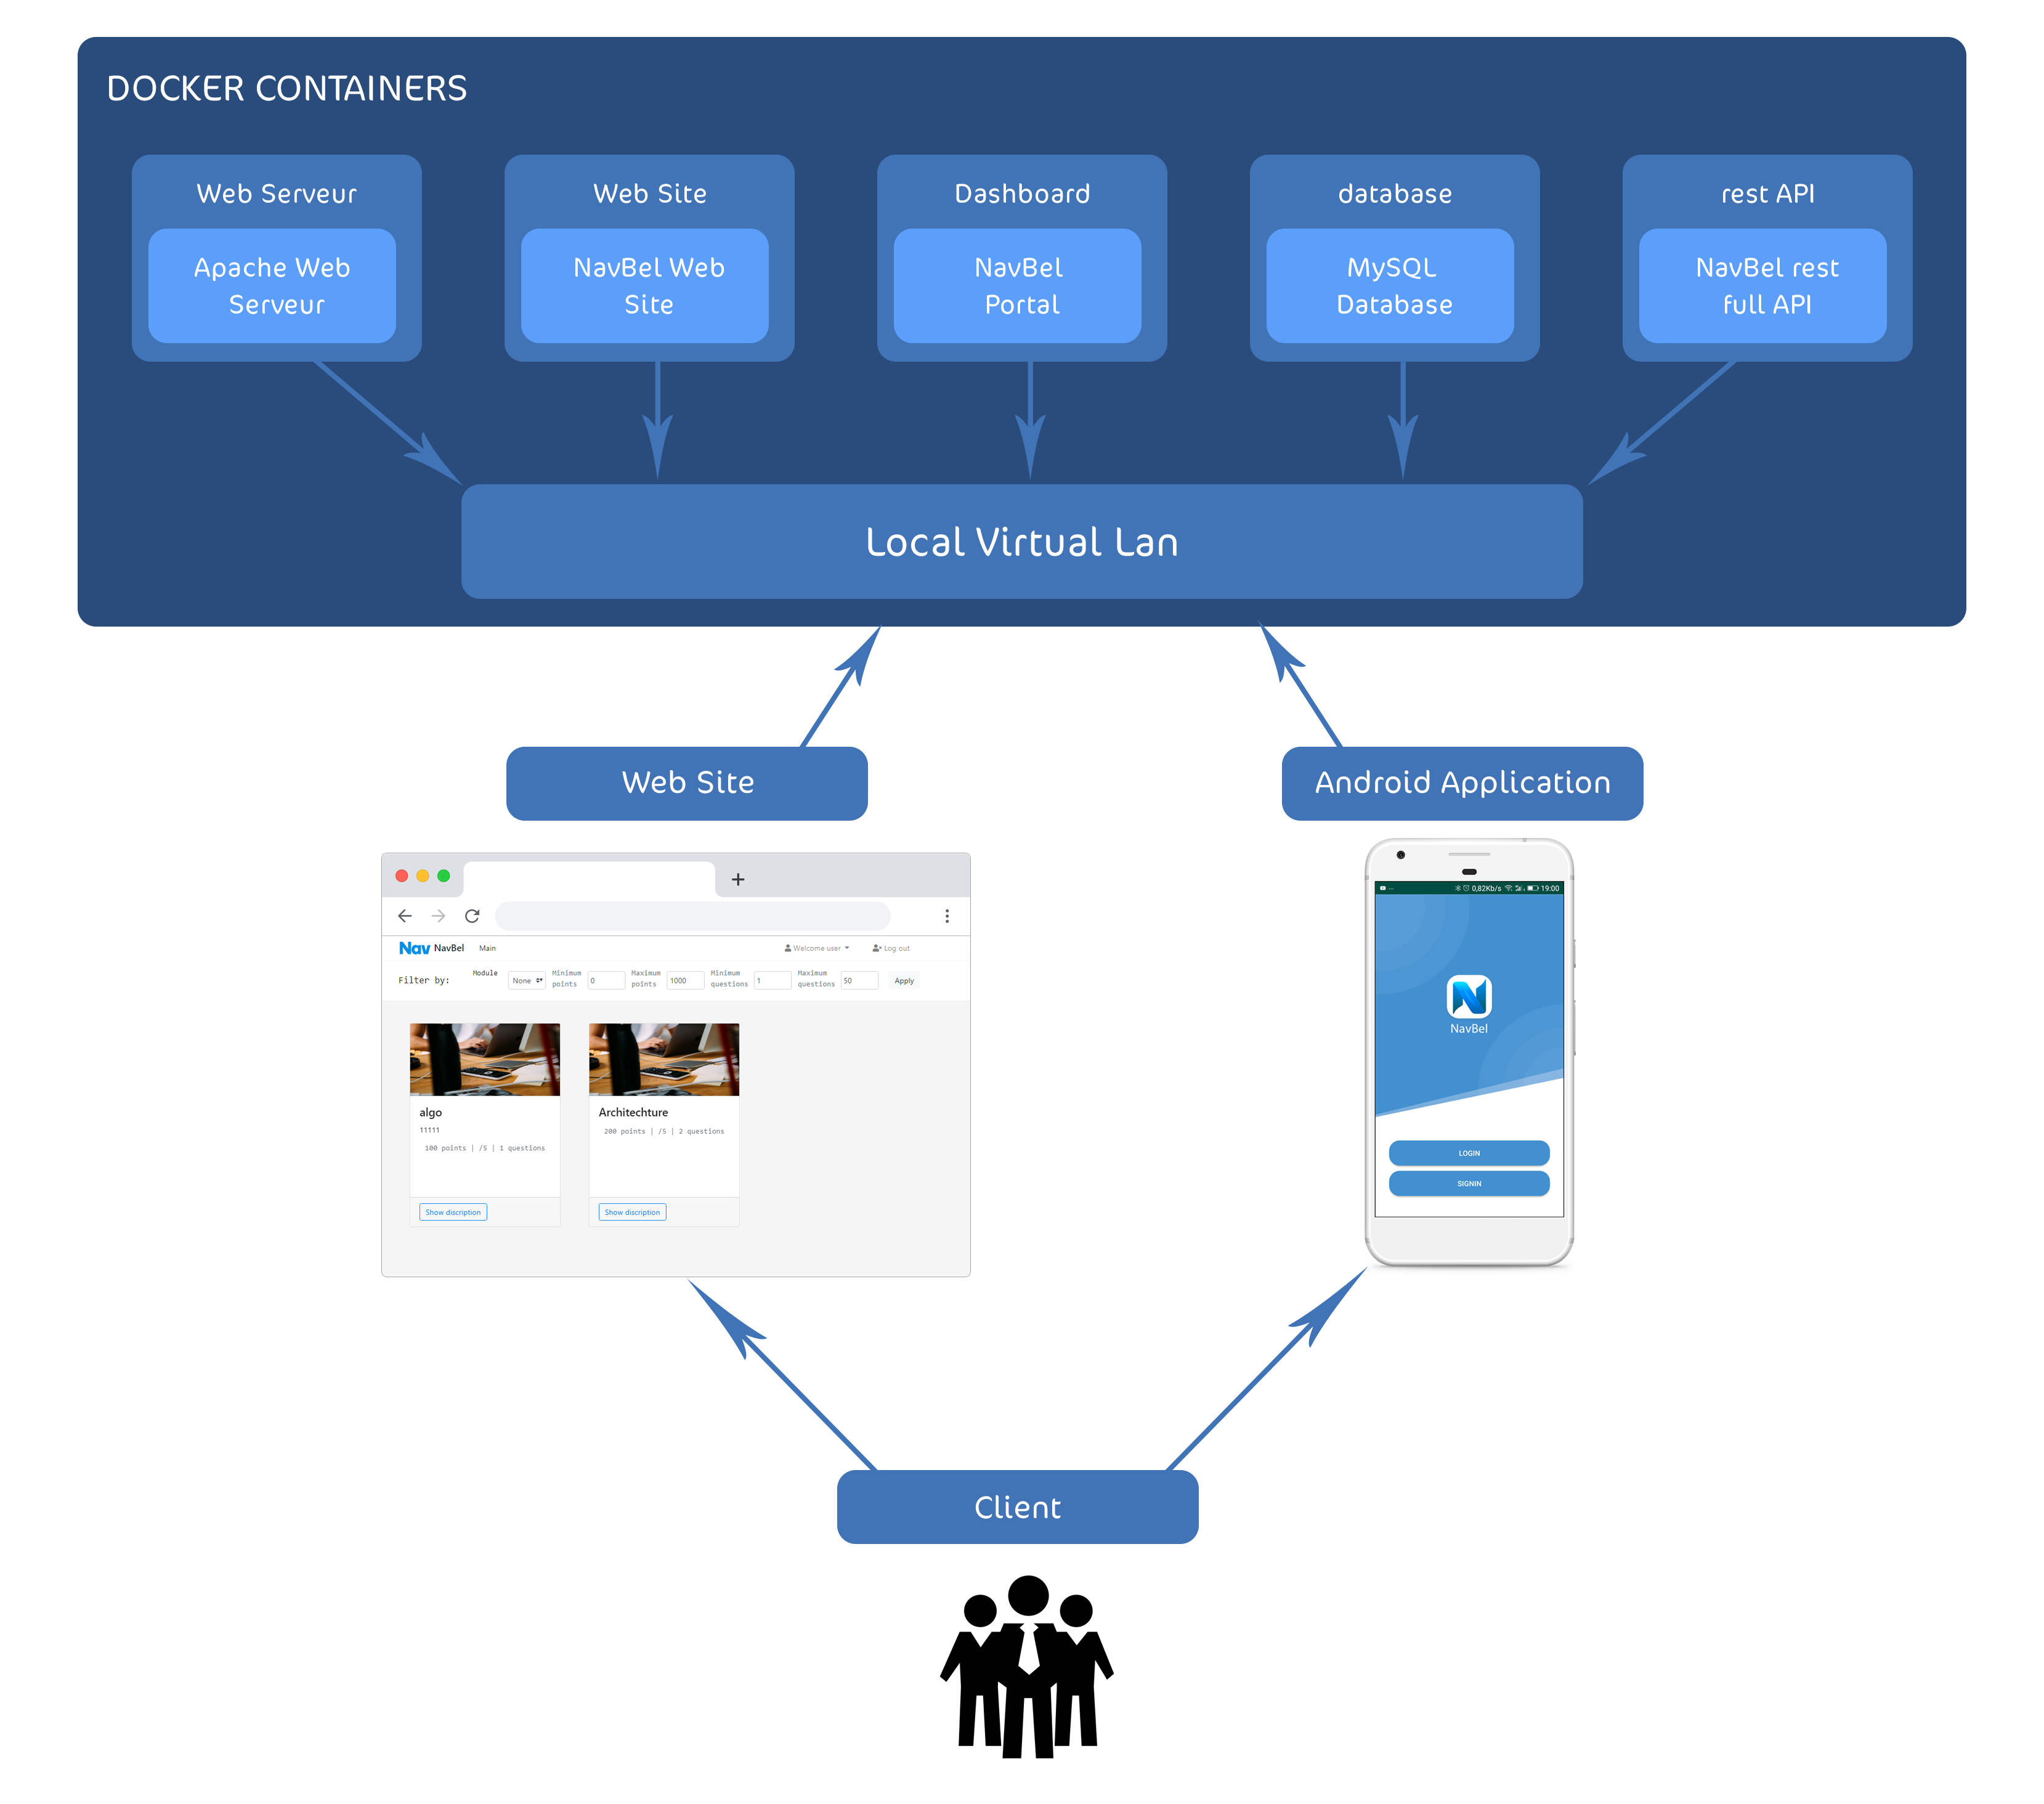 DOCKER CONTAINERS
Web Serveur
Apache Web
Serveur
Web Site
NavBel Web
Site
Dashboard
NavBel
Portal
database
MySQL
Database
rest API
NavBel rest
full API
Local Virtual Lan
Web Site
Android Application
Nav NavBel Main Welcome user Log out
Filter by: Module None Minimum points 0 Maximum points 1000 Minimum questions 1 Maximum questions 50 Apply
algo
11111
100 points | /5 | 1 questions
Show discription
Architechture
200 points | /5 | 2 questions
Show discription
0,82Kb/s 19:00
NavBel
LOGIN
SIGNIN
Client